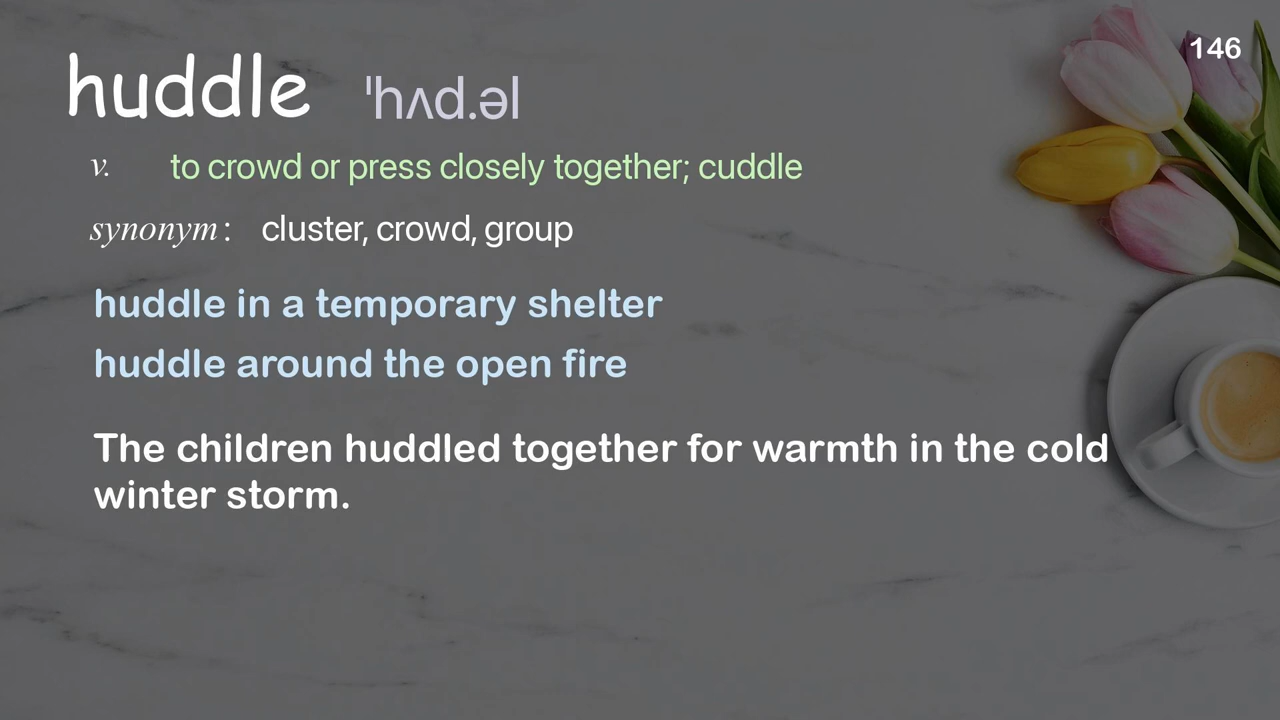 146
huddle ˈhʌd.əl
v. to crowd or press closely together; cuddle
synonym: cluster, crowd, group
huddle in a temporary shelter
huddle around the open fire
The children huddled together for warmth in the cold
winter storm.